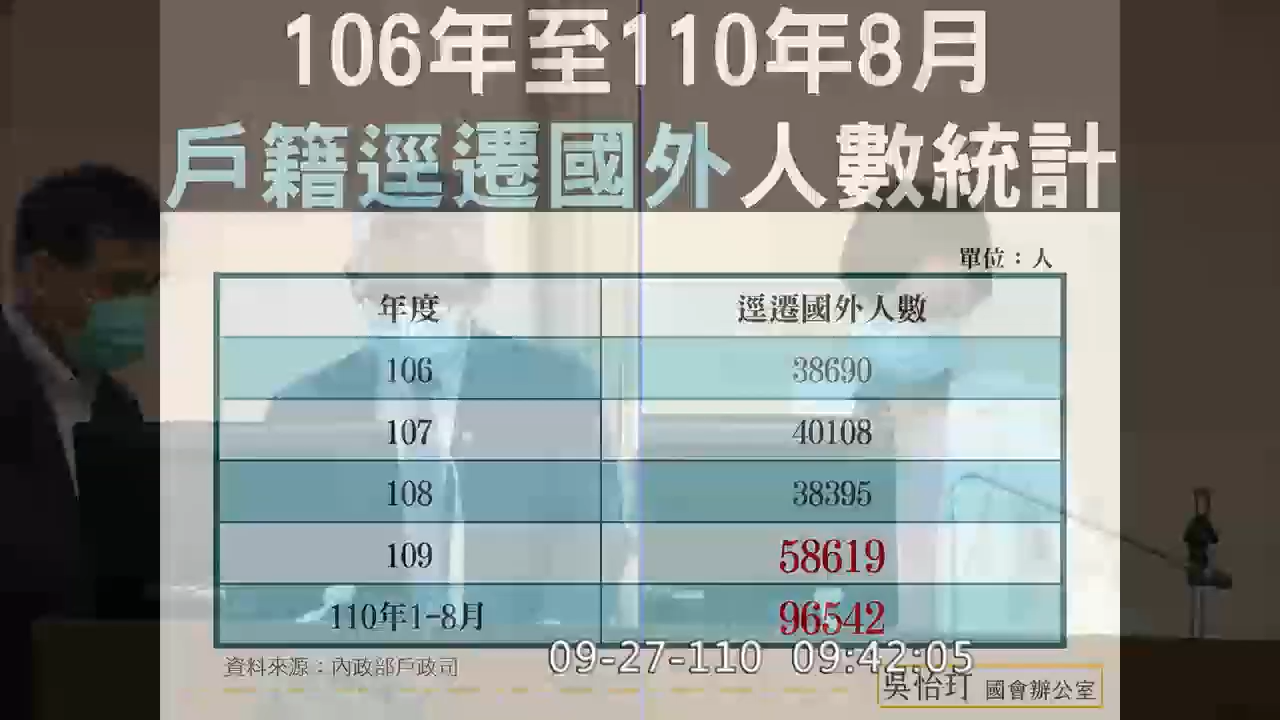 106年至110年8月
戶籍逕遷國外人數統計
單位：人
年度 逕遷國外人數
106 38690
107 40108
108 38395
109 58619
110年1-8月 96542
資料來源：內政部戶政司
09-27-110 09:42:05
吳怡玎 國會辦公室